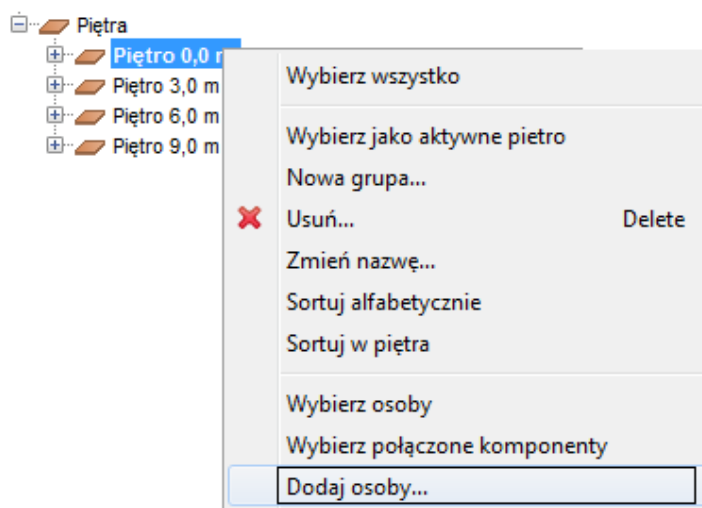 Piętra
Piętro 0,0
Piętro 3,0 m
Piętro 6,0 m
Piętro 9,0 m
Wybierz wszystko
Wybierz jako aktywne pietro
Nowa grupa...
Usuń... Delete
Zmień nazwę...
Sortuj alfabetycznie
Sortuj w piętra
Wybierz osoby
Wybierz połączone komponenty
Dodaj osoby...